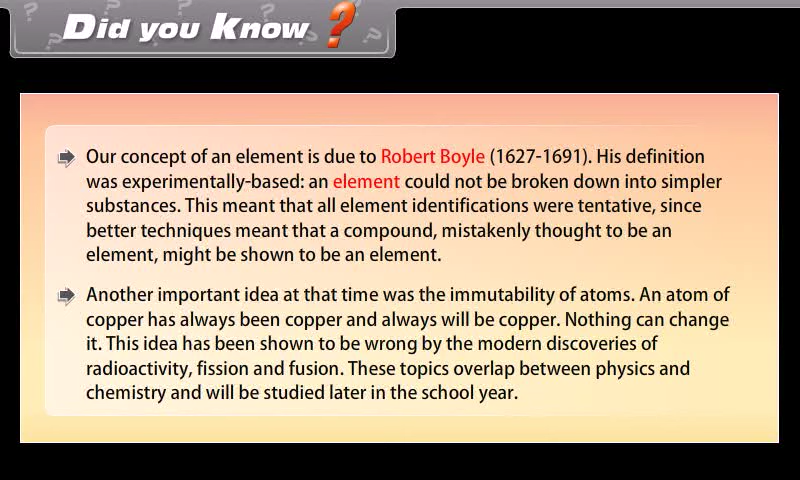 Did you Know ?
Our concept of an element is due to Robert Boyle (1627-1691). His definition
was experimentally-based: an element could not be broken down into simpler
substances. This meant that all element identifications were tentative, since
better techniques meant that a compound, mistakenly thought to be an
element, might be shown to be an element.
Another important idea at that time was the immutability of atoms. An atom of
copper has always been copper and always will be copper. Nothing can change
it. This idea has been shown to be wrong by the modern discoveries of
radioactivity, fission and fusion. These topics overlap between physics and
chemistry and will be studied later in the school year.